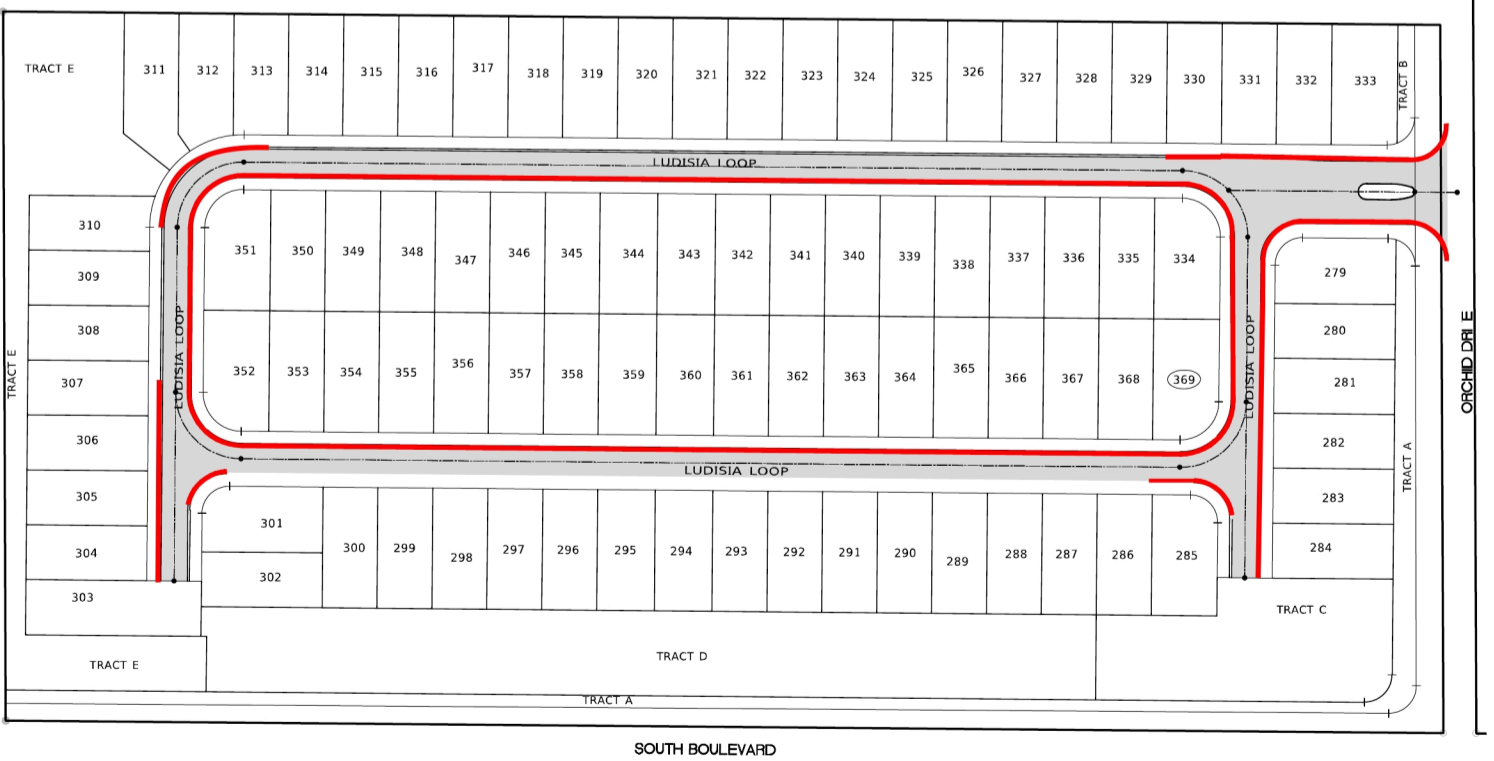 TRACT E
311 312 313 314 315 316 317 318 319 320 321 322 323 324 325 326 327 328 329 330 331 332 333
TRACT B
LUDISIA LOOP
310
309
308
307
306
305
304
303
TRACT E
LUDISIA LOOP
351 350 349 348 347 346 345 344 343 342 341 340 339 338 337 336 335 334
352 353 354 355 356 357 358 359 360 361 362 363 364 365 366 367 368 369
LUDISIA LOOP
279
280
281
282
283
284
TRACT A
ORCHID DRI E
LUDISIA LOOP
301
302
300 299 298 297 296 295 294 293 292 291 290 289 288 287 286 285
TRACT C
TRACT E
TRACT D
TRACT A
SOUTH BOULEVARD